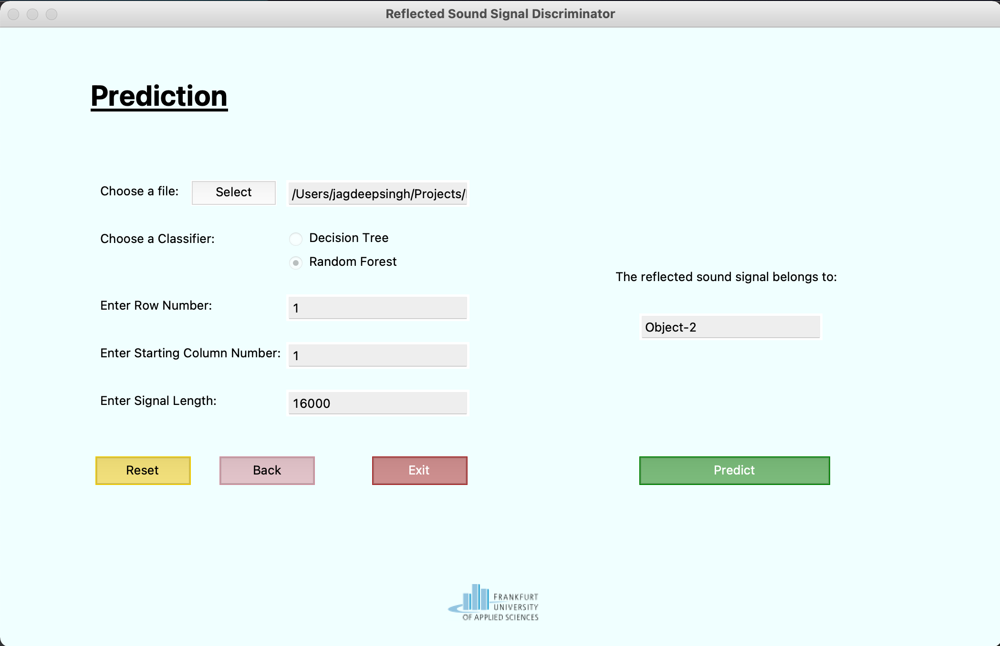 Reflected Sound Signal Discriminator
Prediction
Choose a file:
Select
/Users/jagdeepsingh/Projects/
Choose a Classifier:
Decision Tree
Random Forest
Enter Row Number:
1
Enter Starting Column Number:
1
Enter Signal Length:
16000
The reflected sound signal belongs to:
Object-2
Reset
Back
Exit
Predict
FRANKFURT
UNIVERSITY
OF APPLIED SCIENCES